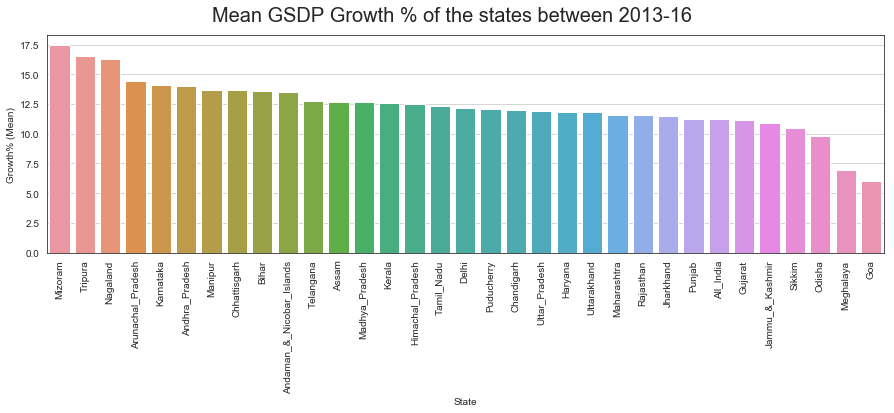 Mean GSDP Growth % of the states between 2013-16
Growth% (Mean)
17.5
15.0
12.5
10.0
7.5
5.0
2.5
0.0
Mizoram
Tripura
Nagaland
Arunachal_Pradesh
Karnataka
Andhra_Pradesh
Manipur
Chhattisgarh
Bihar
Andaman_&_Nicobar_Islands
Telangana
Assam
Madhya_Pradesh
Kerala
Himachal_Pradesh
Tamil_Nadu
Delhi
Puducherry
Chandigarh
Uttar_Pradesh
Haryana
Uttarakhand
Maharashtra
Rajasthan
Jharkhand
Punjab
All_India
Gujarat
Jammu_&_Kashmir
Sikkim
Odisha
Meghalaya
Goa
State